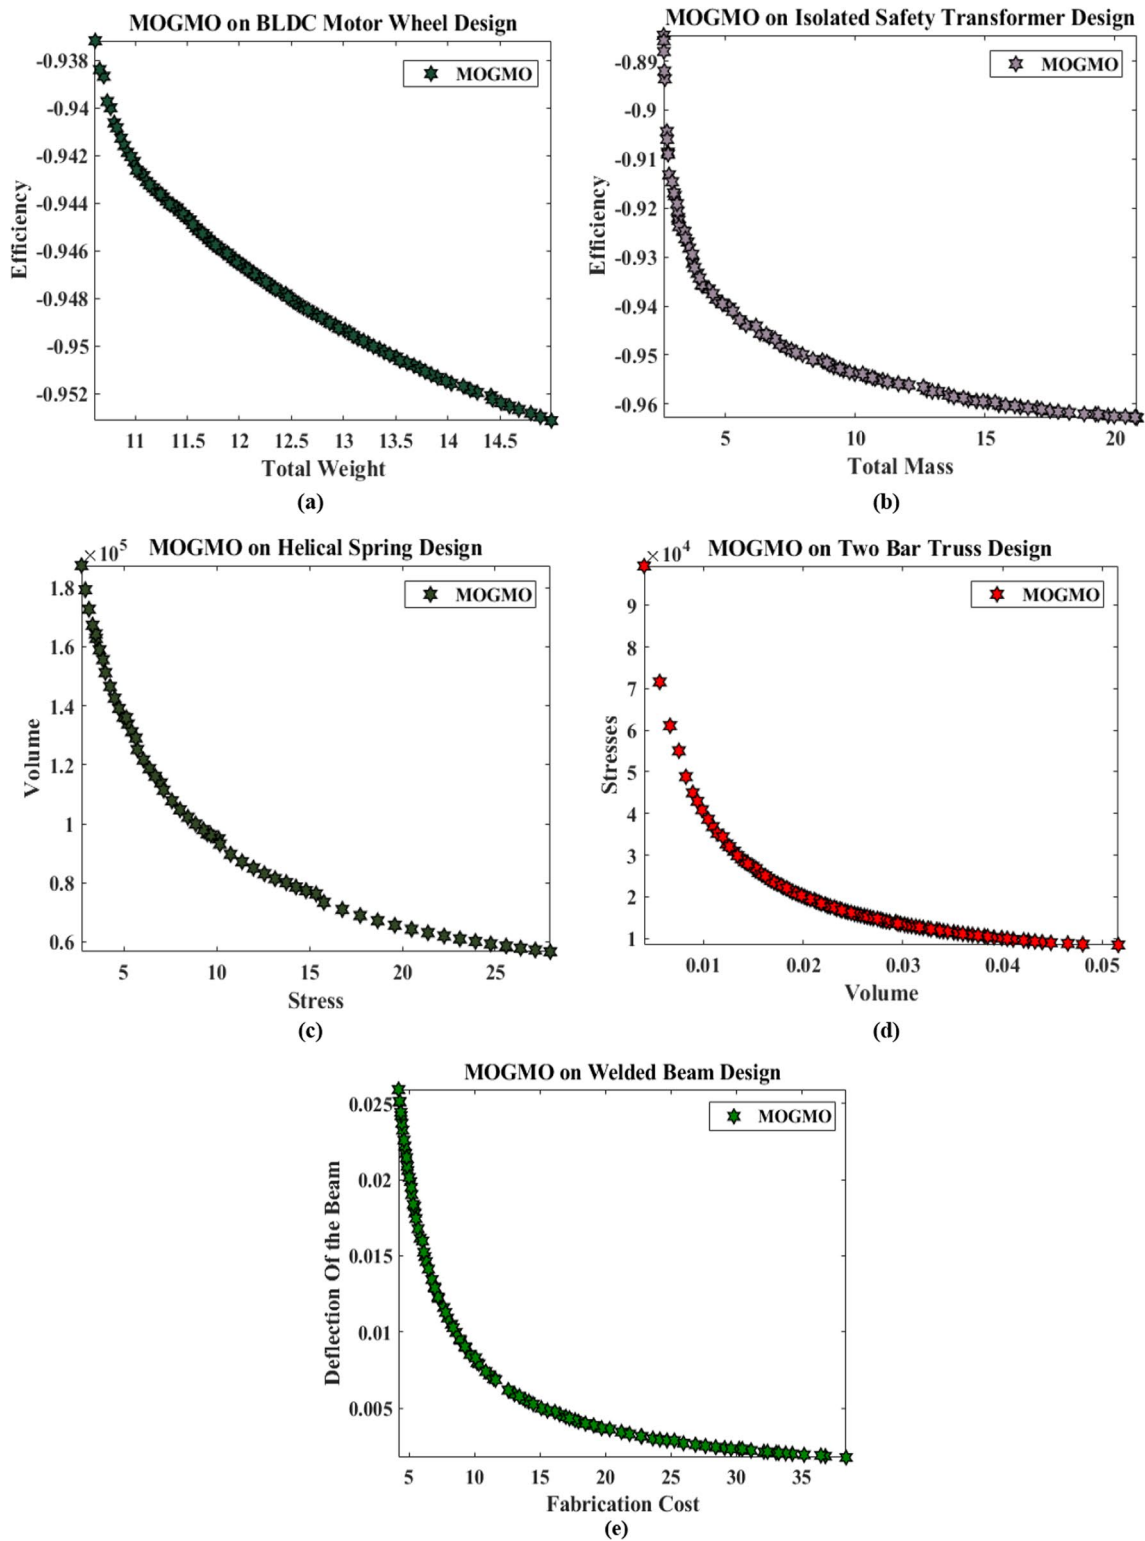 MOGMO on BLDC Motor Wheel Design
-0.938
-0.94
-0.942
-0.944
-0.946
-0.948
-0.95
-0.952
Efficiency
MOGMO
11 11.5 12 12.5 13 13.5 14 14.5
Total Weight
(a)
MOGMO on Isolated Safety Transformer Design
-0.89
-0.9
-0.91
-0.92
-0.93
-0.94
-0.95
-0.96
Efficiency
MOGMO
5 10 15 20
Total Mass
(b)
MOGMO on Helical Spring Design
×10^5
1.8
1.6
1.4
1.2
1
0.8
0.6
Volume
MOGMO
5 10 15 20 25
Stress
(c)
MOGMO on Two Bar Truss Design
×10^4
9
8
7
6
5
4
3
2
1
Stresses
MOGMO
0.01 0.02 0.03 0.04 0.05
Volume
(d)
MOGMO on Welded Beam Design
0.025
0.02
0.015
0.01
0.005
Deflection Of the Beam
MOGMO
5 10 15 20 25 30 35
Fabrication Cost
(e)